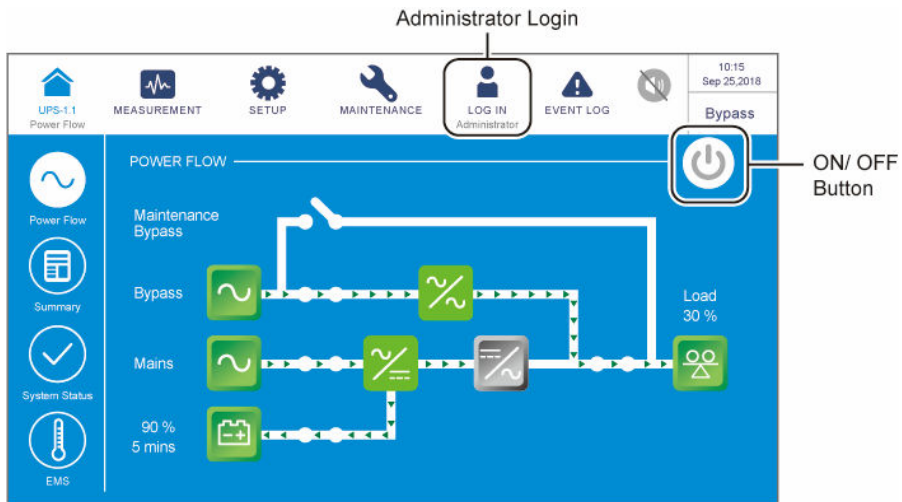 Administrator Login
UPS-1.1
Power Flow
MEASUREMENT
SETUP
MAINTENANCE
LOG IN
Administrator
EVENT LOG
10:15
Sep 25,2018
Bypass
ON/ OFF
Button
POWER FLOW
Power Flow
Summary
System Status
EMS
Maintenance
Bypass
Bypass
Mains
90 %
5 mins
Load
30 %